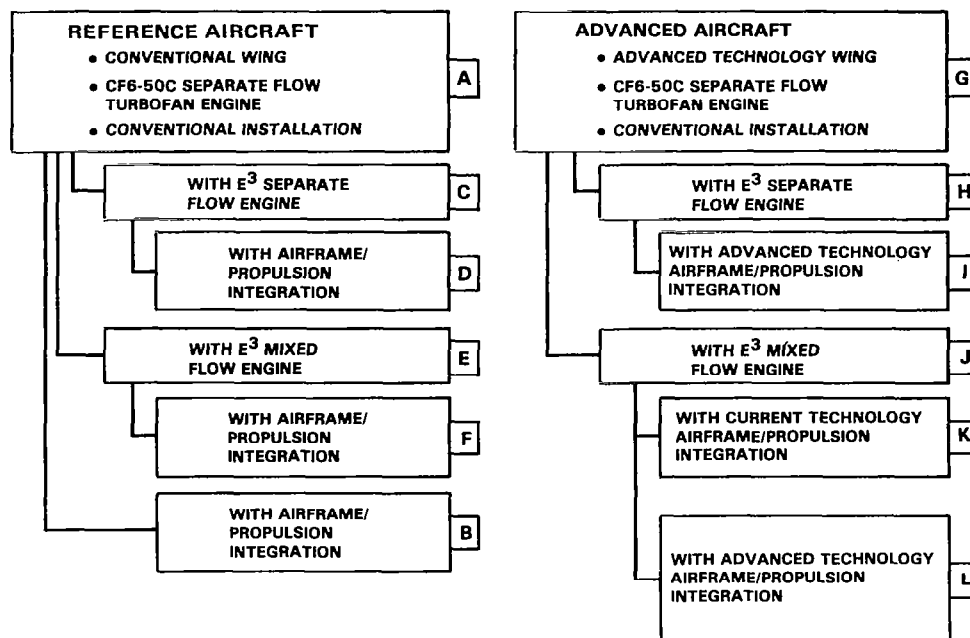 REFERENCE AIRCRAFT
• CONVENTIONAL WING
• CF6-50C SEPARATE FLOW
TURBOFAN ENGINE
• CONVENTIONAL INSTALLATION
A
WITH E³ SEPARATE
FLOW ENGINE
C
WITH AIRFRAME/
PROPULSION
INTEGRATION
D
WITH E³ MIXED
FLOW ENGINE
E
WITH AIRFRAME/
PROPULSION
INTEGRATION
F
WITH AIRFRAME/
PROPULSION
INTEGRATION
B
ADVANCED AIRCRAFT
• ADVANCED TECHNOLOGY WING
• CF6-50C SEPARATE FLOW
TURBOFAN ENGINE
• CONVENTIONAL INSTALLATION
G
WITH E³ SEPARATE
FLOW ENGINE
H
WITH ADVANCED TECHNOLOGY
AIRFRAME/PROPULSION
INTEGRATION
I
WITH E³ MIXED
FLOW ENGINE
J
WITH CURRENT TECHNOLOGY
AIRFRAME/PROPULSION
INTEGRATION
K
WITH ADVANCED TECHNOLOGY
AIRFRAME/PROPULSION
INTEGRATION
L